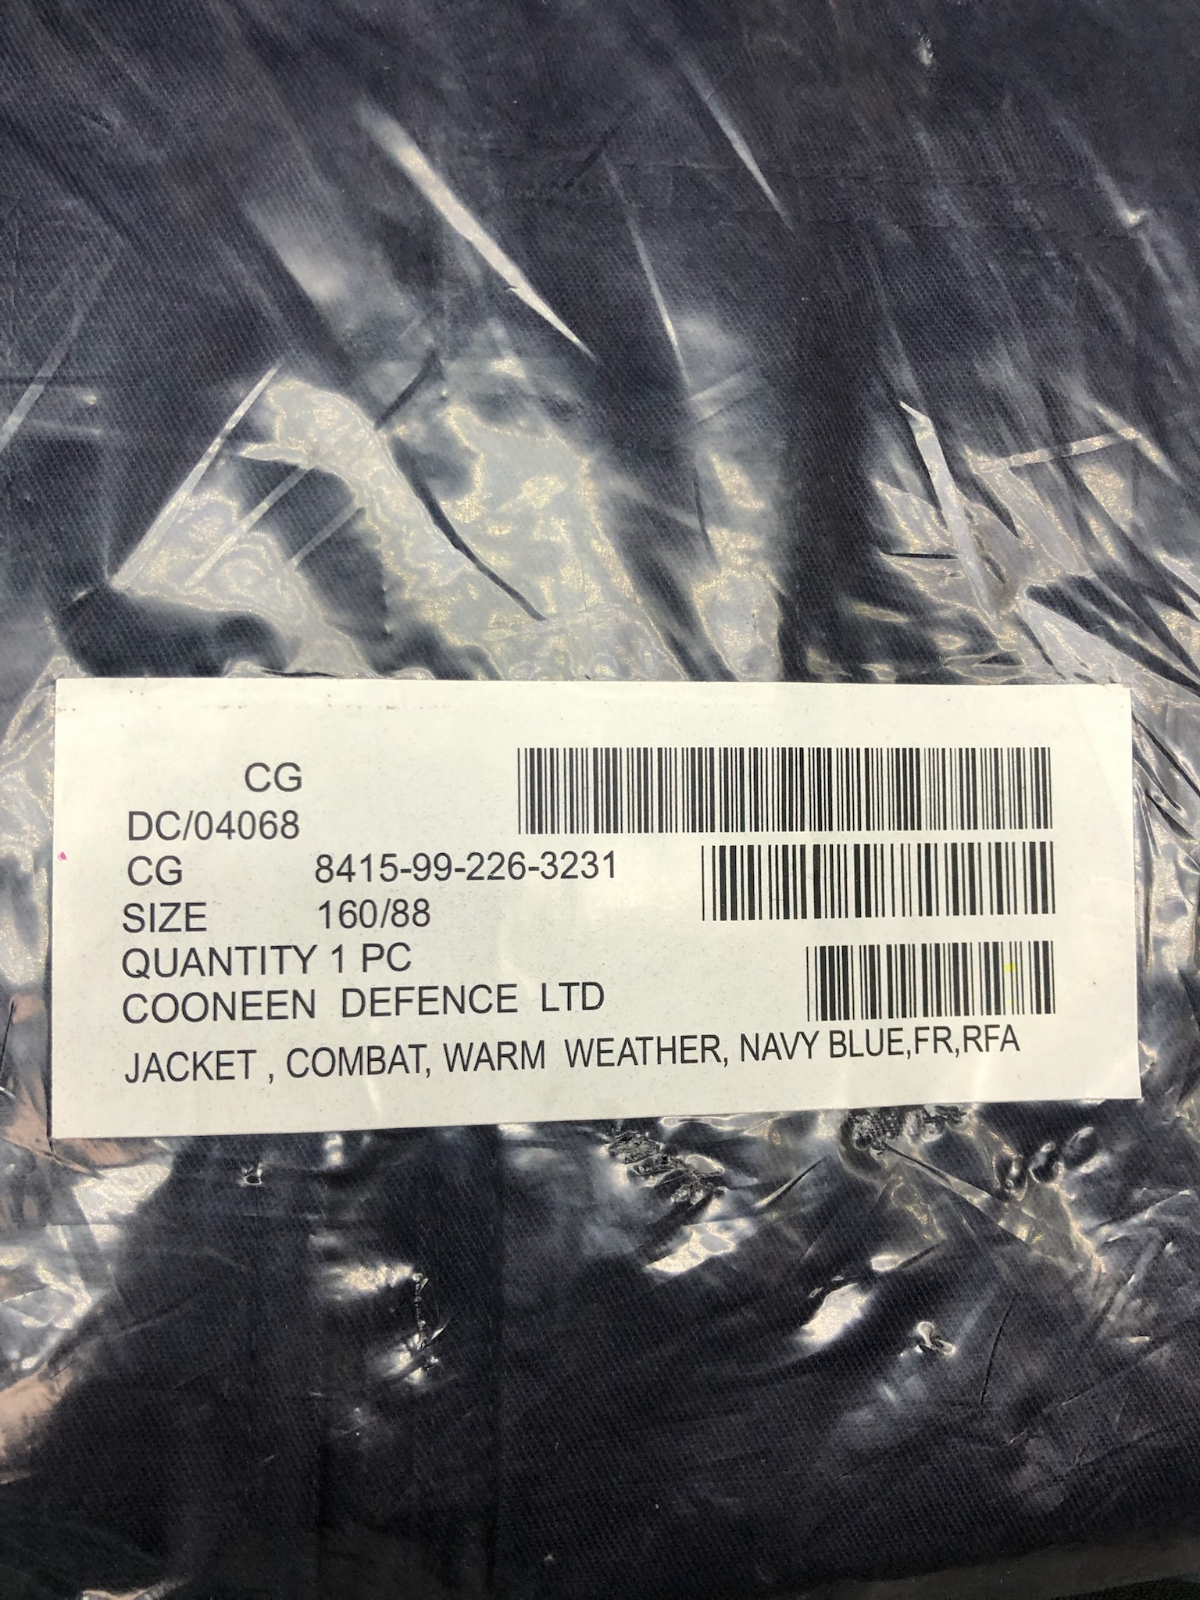 CG
DC/04068
CG 8415-99-226-3231
SIZE 160/88
QUANTITY 1 PC
COONEEN DEFENCE LTD
JACKET , COMBAT, WARM WEATHER, NAVY BLUE,FR,RFA